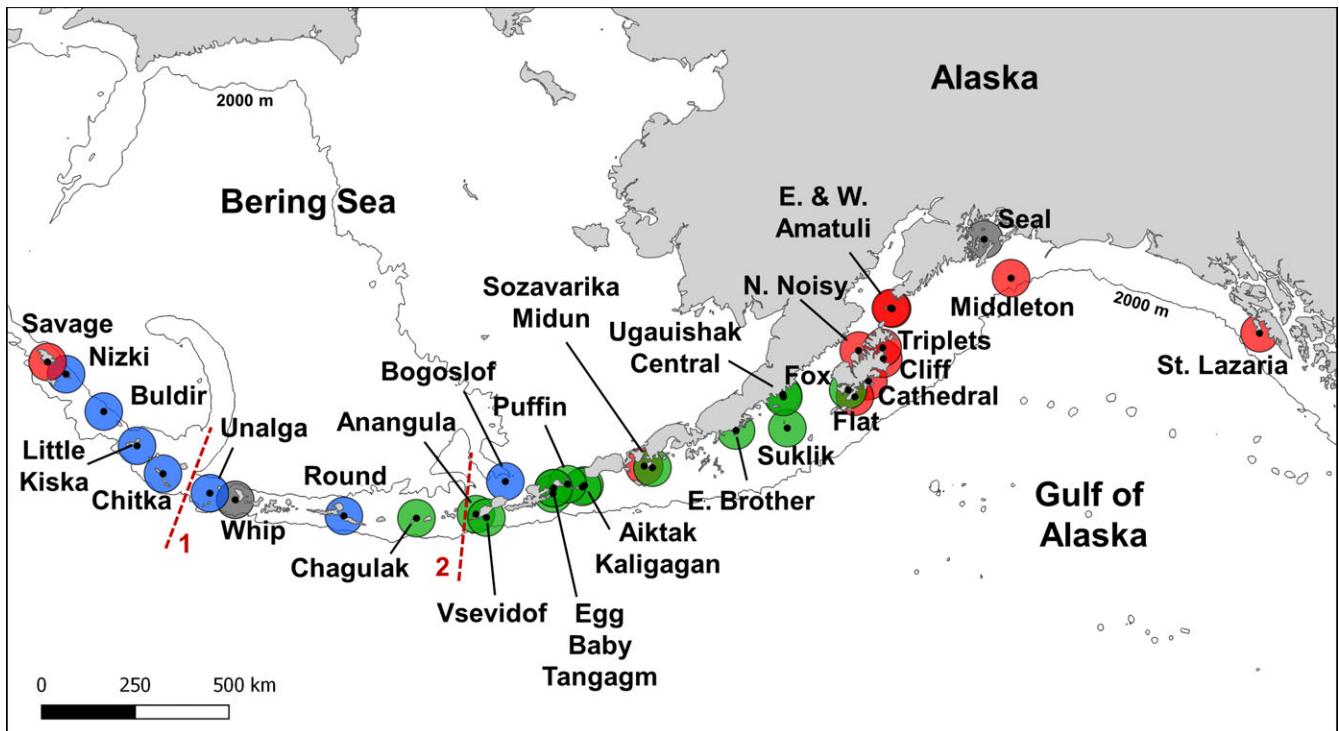 2000 m
Alaska
Bering Sea
E. & W.
Amatuli
Seal
Sozavarika
Midun
N. Noisy
Middleton
2000 m
Savage
Nizki
Ugauishak
Central
Triplets
St. Lazaria
Buldir
Bogoslof
Fox
Cliff
Cathedral
Puffin
Flat
Unalga
Anangula
Little
Kiska
Suklik
Chitka
Round
E. Brother
Gulf of
Alaska
Whip
Aiktak
Kaligagan
1
Chagulak
2
Vsevidof
Egg
Baby
Tangagm
0 250 500 km